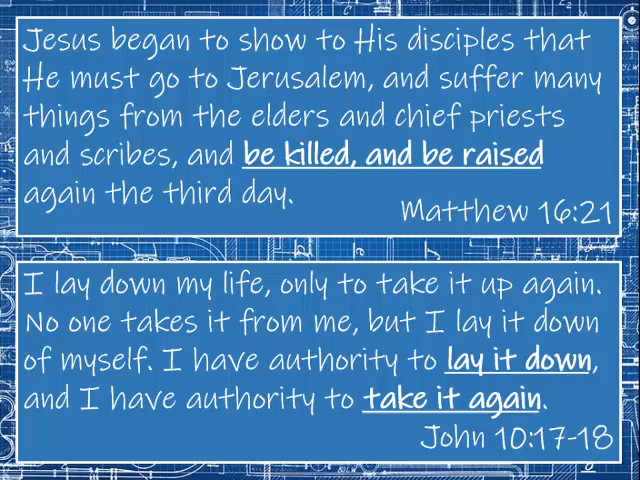 Jesus began to show to His disciples that
He must go to Jerusalem, and suffer many
things from the elders and chief priests
and scribes, and be killed, and be raised
again the third day.
Matthew 16:21
I lay down my life, only to take it up again.
No one takes it from me, but I lay it down
of myself. I have authority to lay it down,
and I have authority to take it again.
John 10:17-18